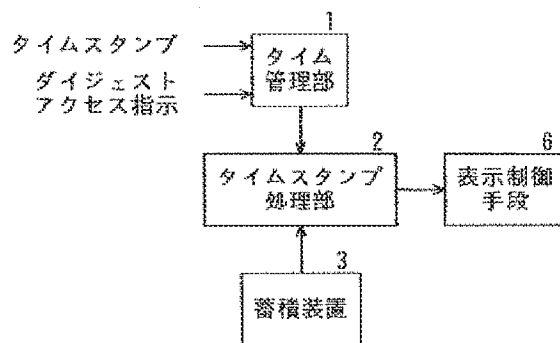 1
タイムスタンプ
タイム
管理部
ダイジェスト
アクセス指示
2
タイムスタンプ
処理部
6
表示制御
手段
3
蓄積装置